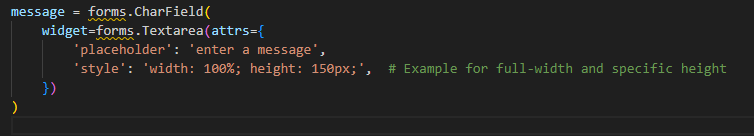 message = forms.CharField(
    widget=forms.Textarea(attrs={
        'placeholder': 'enter a message',
        'style': 'width: 100%; height: 150px;',  # Example for full-width and specific height
    })
)